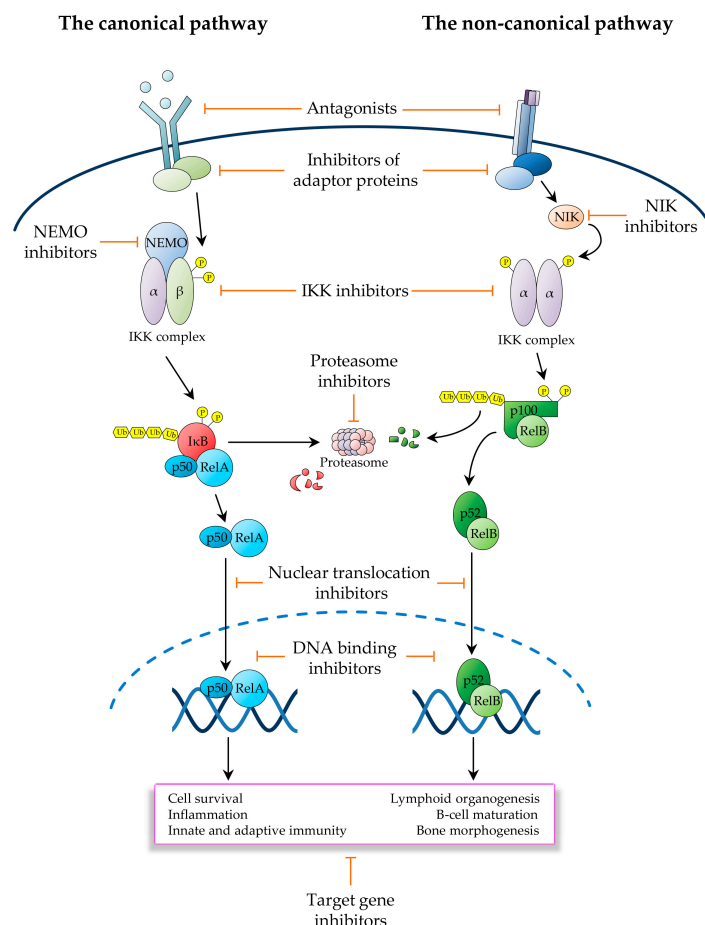 The canonical pathway
The non-canonical pathway
Antagonists
Inhibitors of
adaptor proteins
NIK
NIK
inhibitors
NEMO
inhibitors
NEMO
P
P
α
β
IKK complex
IKK inhibitors
P
P
α
α
IKK complex
Proteasome
inhibitors
P
P
Ub Ub Ub Ub
IκB
p50
RelA
Proteasome
P
P
Ub Ub Ub Ub
p100
RelB
p50
RelA
p52
RelB
Nuclear translocation
inhibitors
DNA binding
inhibitors
p50
RelA
p52
RelB
Cell survival
Inflammation
Innate and adaptive immunity
Lymphoid organogenesis
B-cell maturation
Bone morphogenesis
Target gene
inhibitors